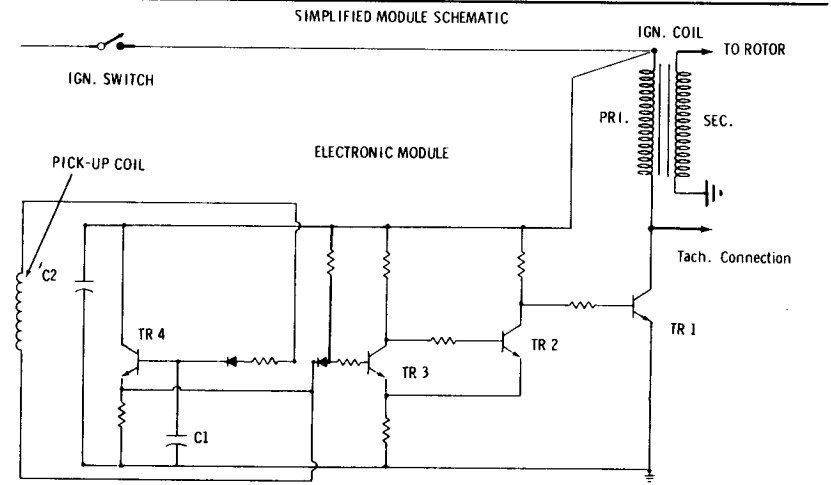 SIMPLIFIED MODULE SCHEMATIC
IGN. COIL
TO ROTOR
IGN. SWITCH
PRI.
SEC.
ELECTRONIC MODULE
PICK-UP COIL
Tach. Connection
C2
TR 4
TR 3
TR 2
TR 1
C1